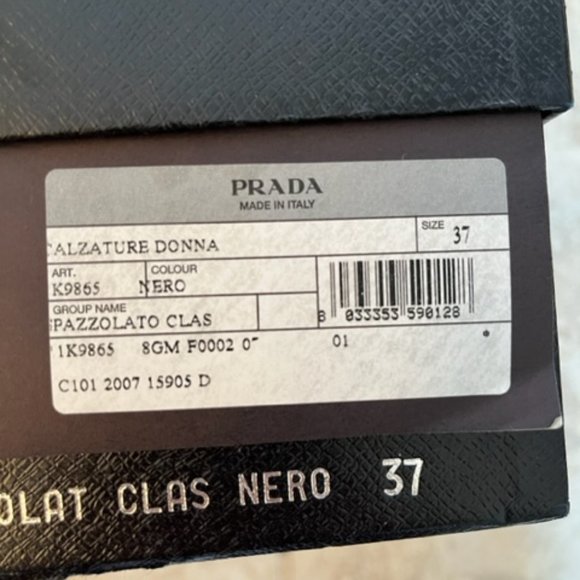 PRADA
MADE IN ITALY
CALZATURE DONNA
SIZE 37
ART. COLOUR
K9865 NERO
GROUP NAME
SPAZZOLATO CLAS
8 033353 590128
1K9865 8GM F0002 0 01
C101 2007 15905 D
OLAT CLAS NERO 37